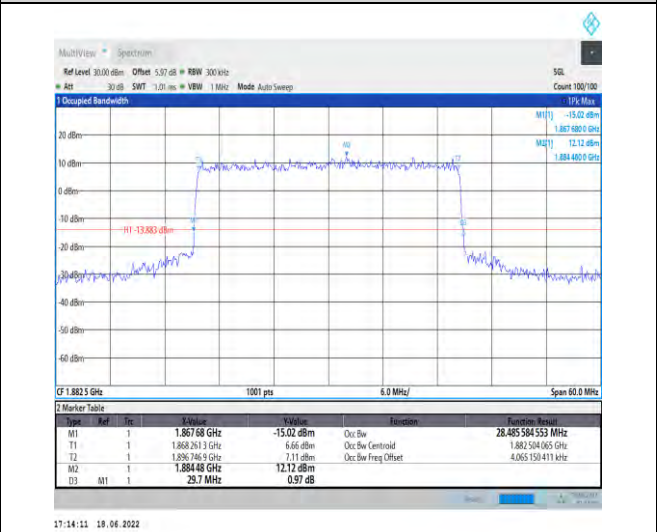 MultiView Spectrum
Ref Level 30.00 dBm Offset 5.97 dB RBW 300 kHz SGL
Att 30 dB SWT 1.01 ms VBW 1 MHz Mode Auto Sweep Count 100/100
1 Occupied Bandwidth 1Pk Max
M1[1] -15.02 dBm
1.867 680 0 GHz
M2[1] 12.12 dBm
1.884 460 0 GHz
20 dBm
M2
10 dBm
0 dBm
-10 dBm
H1 -13.883 dBm
-20 dBm
-30 dBm
-40 dBm
-50 dBm
-60 dBm
CF 1.882 5 GHz 1001 pts 6.0 MHz/ Span 60.0 MHz
2 Marker Table
Type Ref Trc X-Value Y-Value Function Function Result
M1 1 1.867 68 GHz -15.02 dBm Occ Bw 28.485 584 553 MHz
T1 1 1.868 261 3 GHz 6.66 dBm Occ Bw Centroid 1.882 504 065 GHz
T2 1 1.896 746 9 GHz 7.11 dBm Occ Bw Freq Offset 4.065 150 411 kHz
M2 1 1.884 48 GHz 12.12 dBm
D3 M1 1 29.7 MHz 0.97 dB
17:14:11 18.06.2022